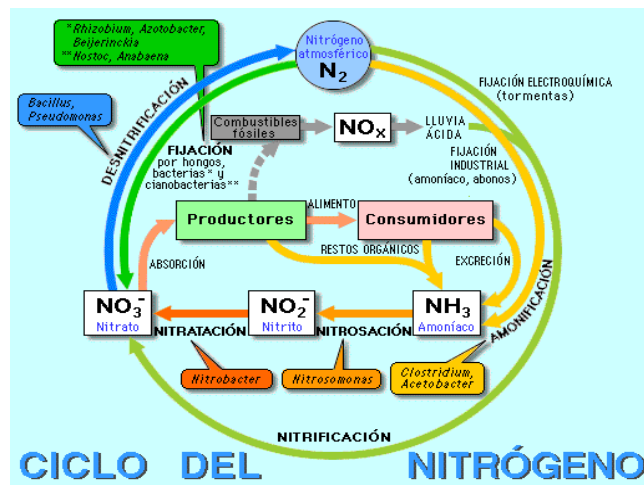 * Rhizobium, Azotobacter,
Beijerinckia
** Nostoc, Anabaena
Nitrógeno
atmosférico
N2
FIJACIÓN ELECTROQUÍMICA
(tormentas)
Bacillus,
Pseudomonas
DESNITRIFICACIÓN
Combustibles
fósiles
NOx
LLUVIA
ÁCIDA
FIJACIÓN
por hongos,
bacterias* y
cianobacterias**
FIJACIÓN
INDUSTRIAL
(amoníaco, abonos)
Productores
ALIMENTO
Consumidores
RESTOS ORGÁNICOS
ABSORCIÓN
EXCRECIÓN
NO3-
Nitrato
NITRATACIÓN
NO2-
Nitrito
NITROSACIÓN
NH3
Amoníaco
AMONIFICACIÓN
Nitrobacter
Nitrosomonas
Clostridium,
Acetobacter
NITRIFICACIÓN
CICLO DEL NITRÓGENO